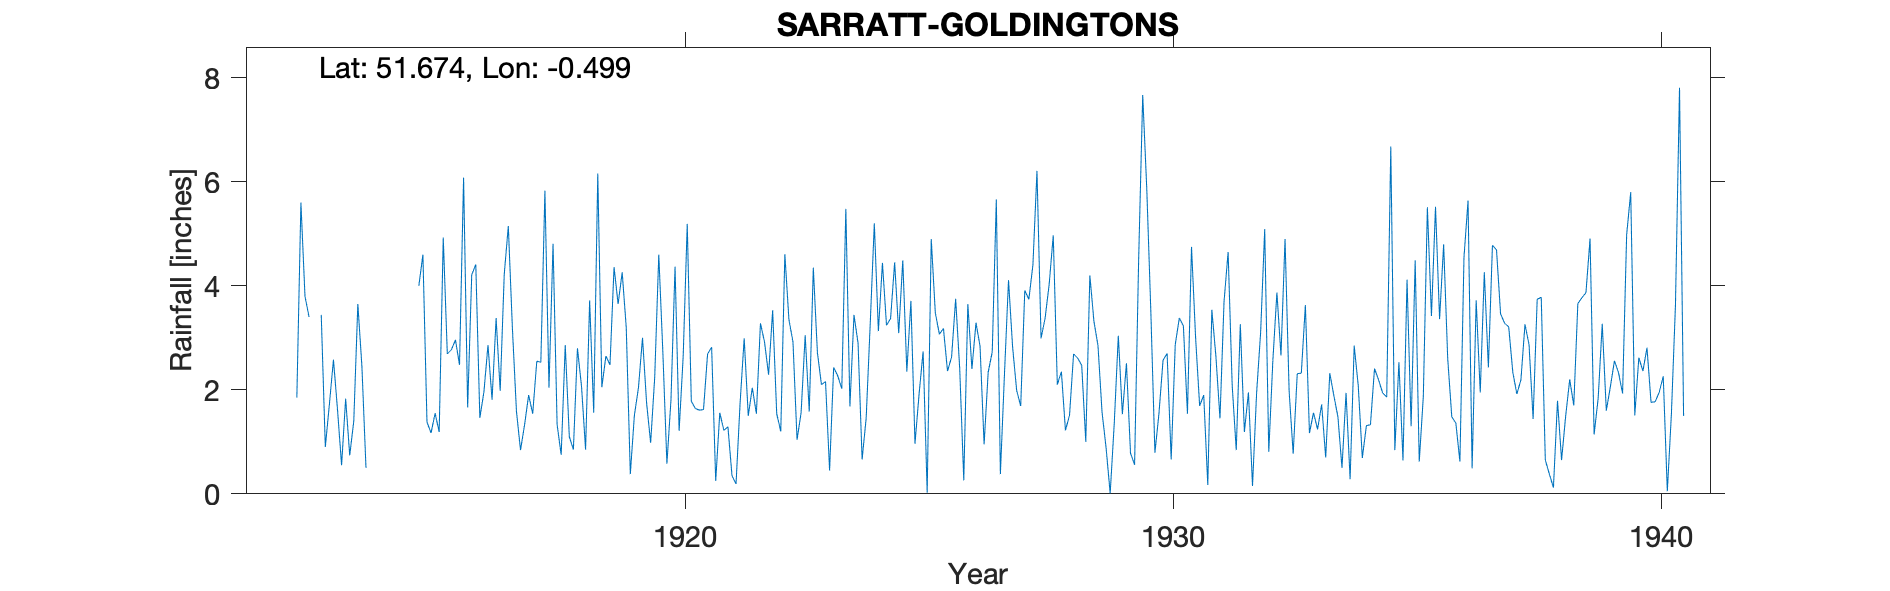 SARRATT-GOLDINGTONS
Lat: 51.674, Lon: -0.499
8
6
4
2
0
Rainfall [inches]
1920 1930 1940
Year